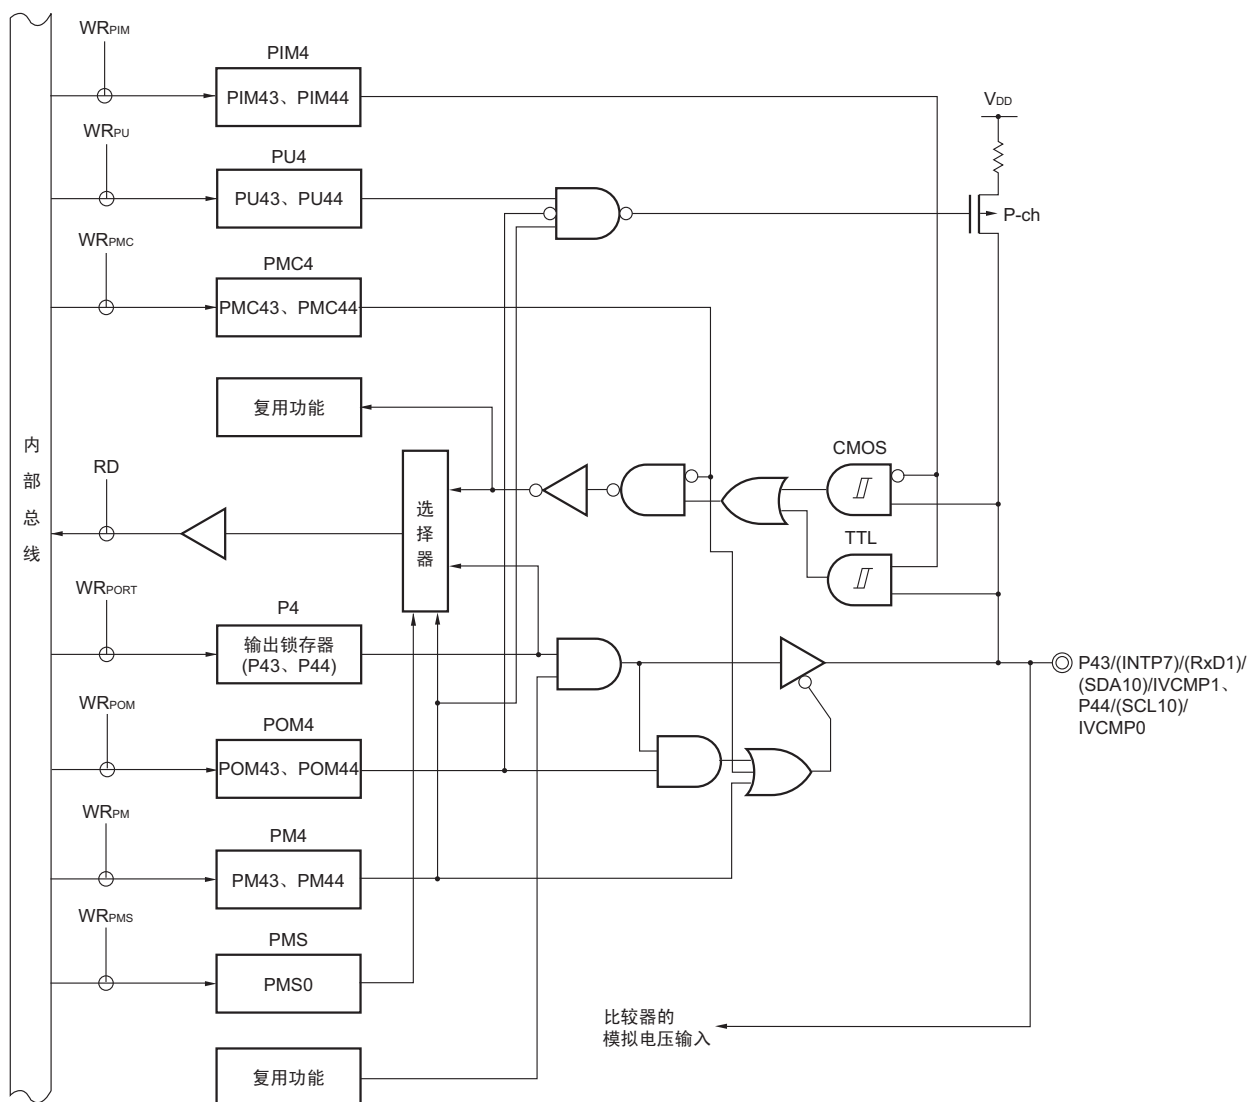 WRPIM
PIM4
PIM43、PIM44
VDD
WRPU
PU4
PU43、PU44
P-ch
WRPMC
PMC4
PMC43、PMC44
复用功能
内部总线
RD
选择器
CMOS
TTL
WRPORT
P4
输出锁存器
(P43、P44)
P43/(INTP7)/(RxD1)/
(SDA10)/IVCMP1、
P44/(SCL10)/
IVCMP0
WRPOM
POM4
POM43、POM44
WRPM
PM4
PM43、PM44
WRPMS
PMS
PMS0
比较器的
模拟电压输入
复用功能